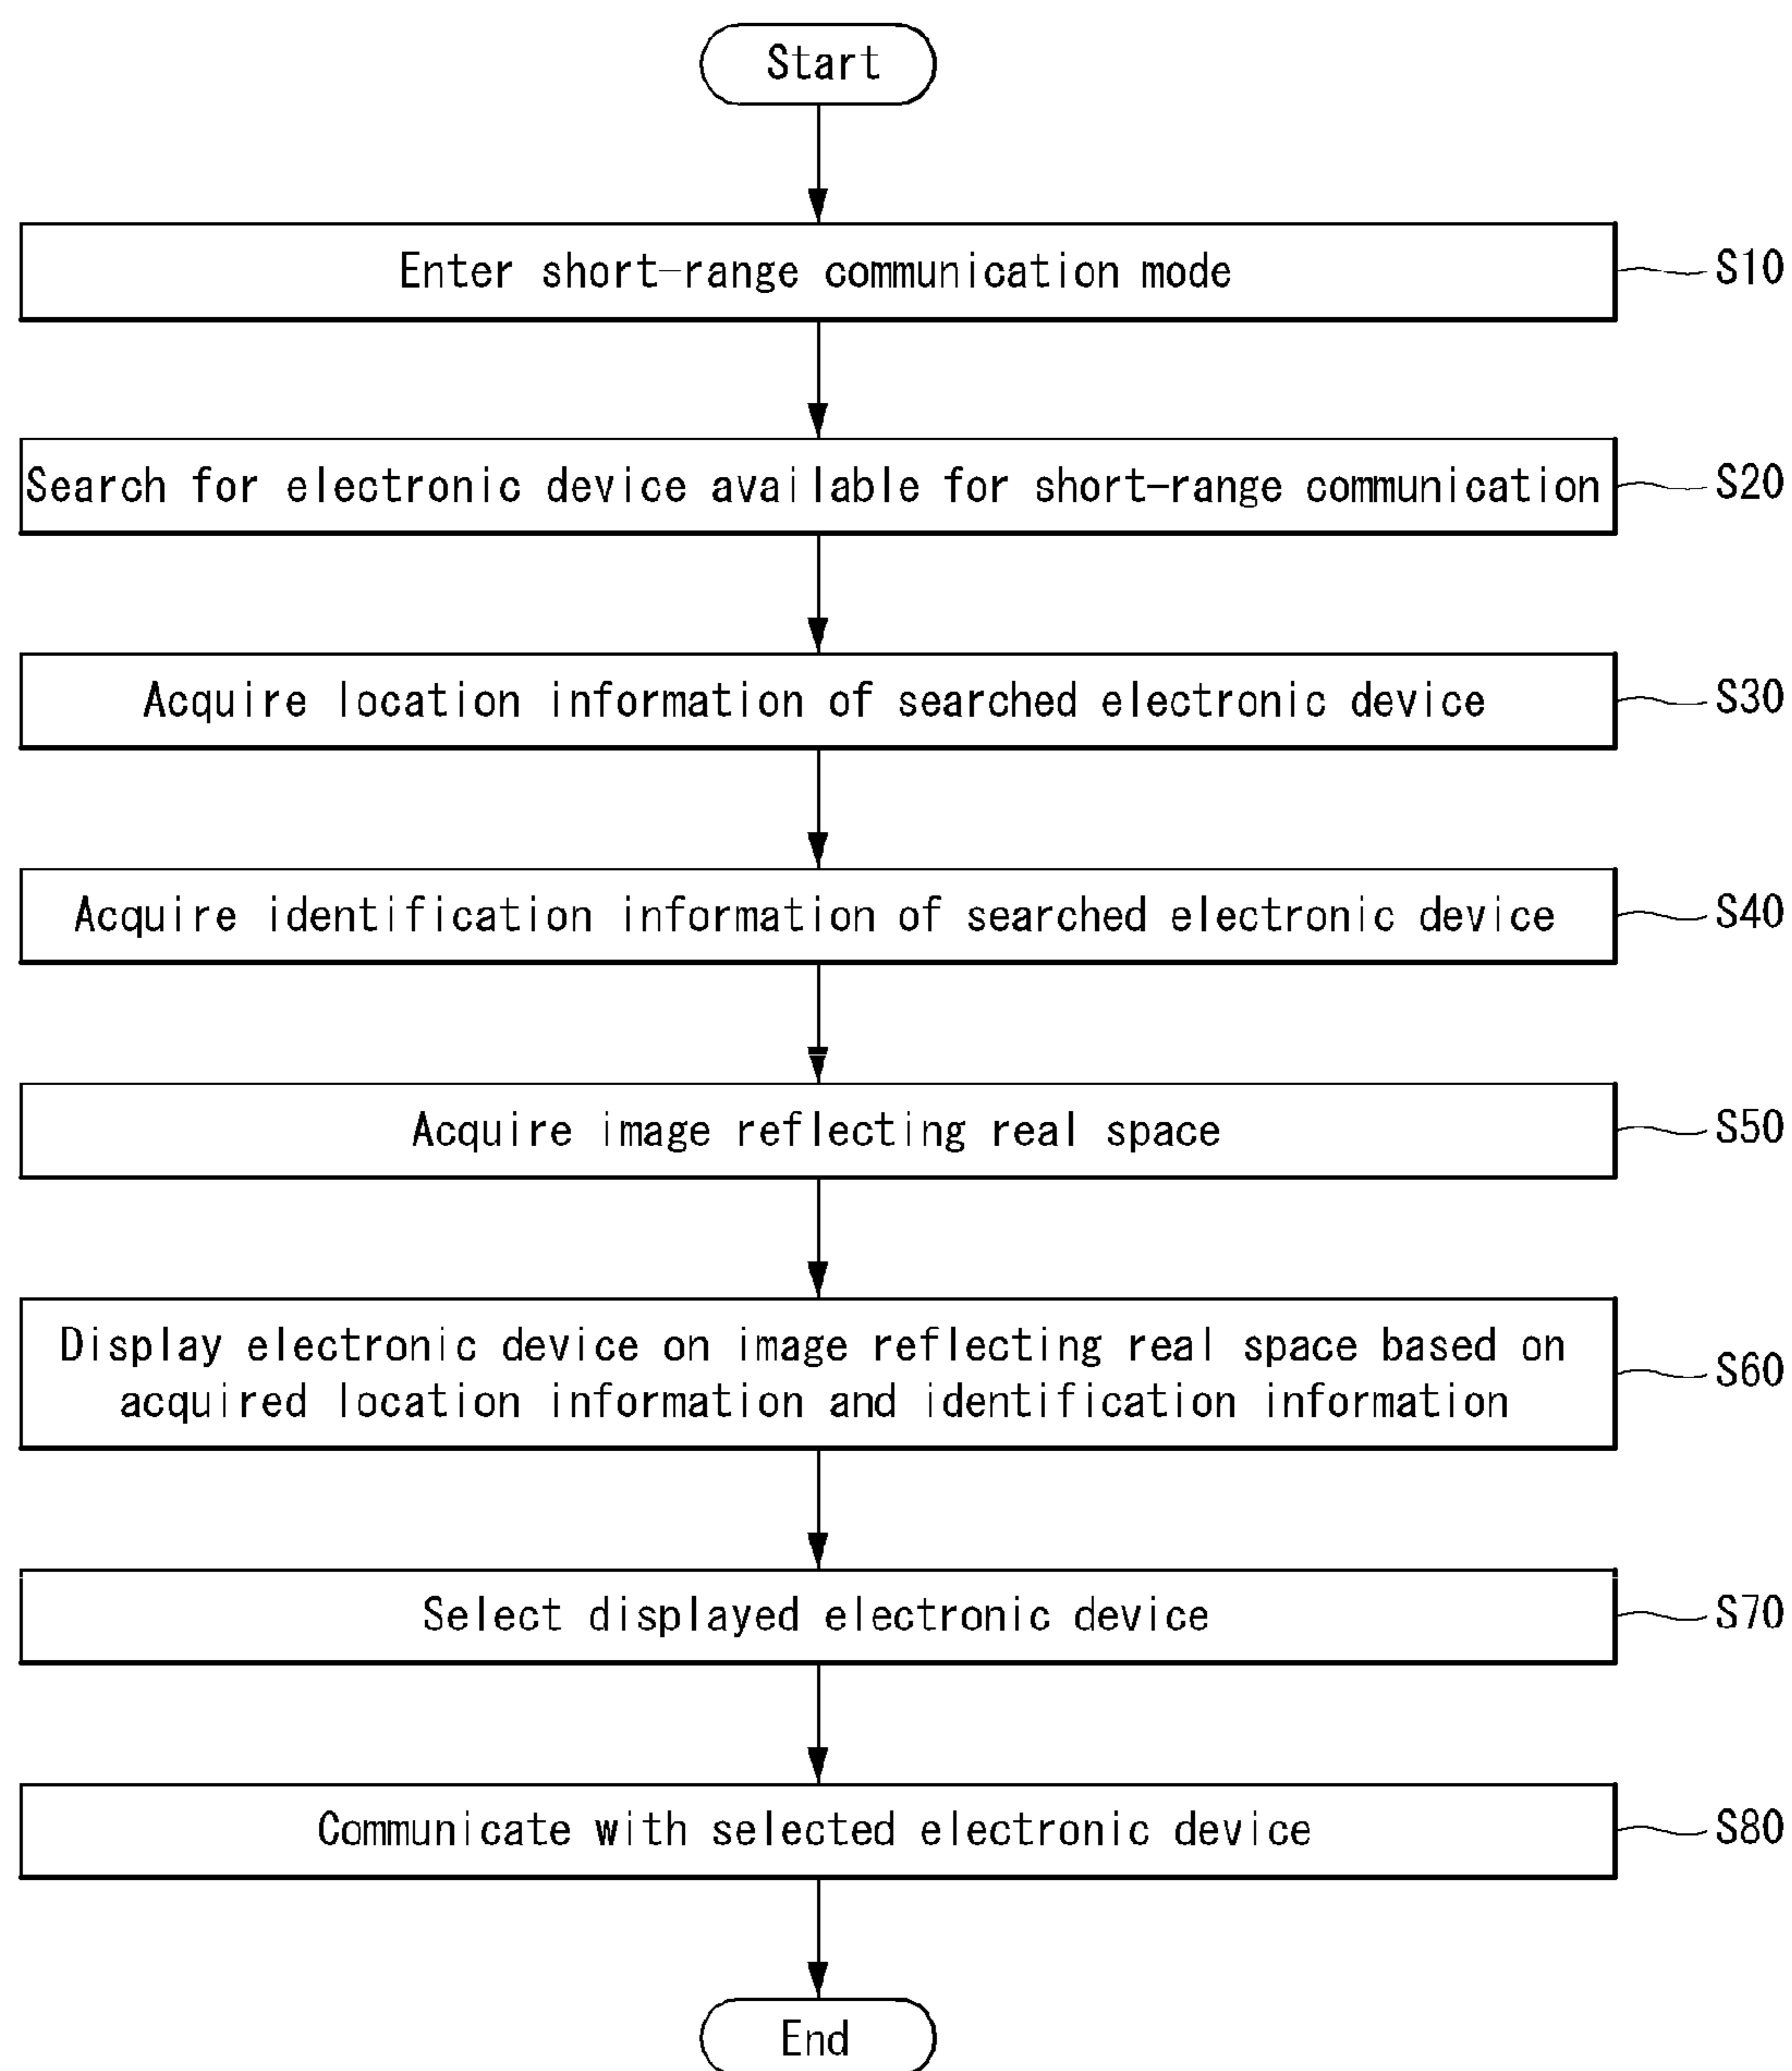 Start
Enter short-range communication mode
S10
Search for electronic device available for short-range communication
S20
Acquire location information of searched electronic device
S30
Acquire identification information of searched electronic device
S40
Acquire image reflecting real space
S50
Display electronic device on image reflecting real space based on
acquired location information and identification information
S60
Select displayed electronic device
S70
Communicate with selected electronic device
S80
End